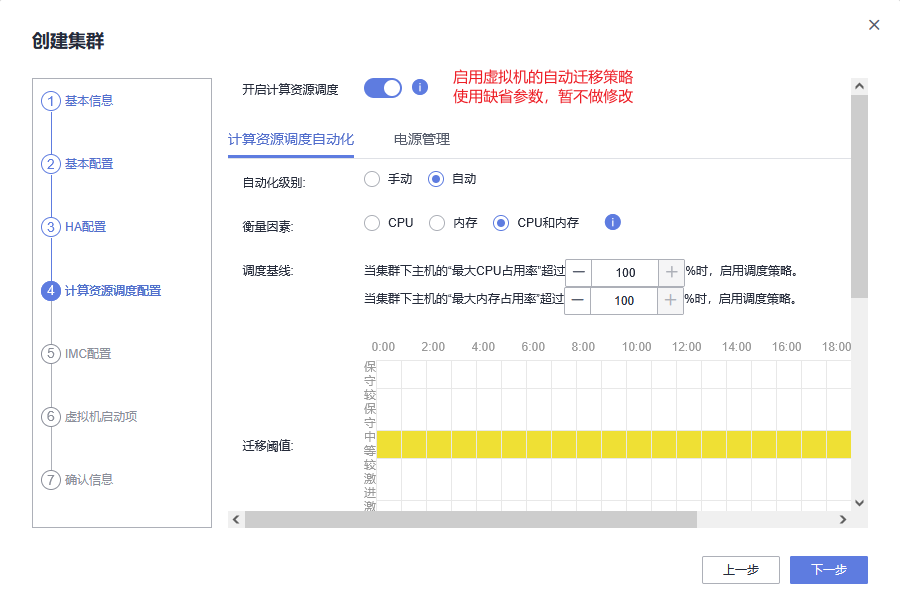 创建集群
1 基本信息
2 基本配置
3 HA配置
4 计算资源调度配置
5 IMC配置
6 虚拟机启动项
7 确认信息
开启计算资源调度
启用虚拟机的自动迁移策略
使用缺省参数，暂不做修改
计算资源调度自动化 电源管理
自动化级别: 手动 自动
衡量因素: CPU 内存 CPU和内存
调度基线: 当集群下主机的“最大CPU占用率”超过 — 100 + %时，启用调度策略。
当集群下主机的“最大内存占用率”超过 — 100 + %时，启用调度策略。
0:00 2:00 4:00 6:00 8:00 10:00 12:00 14:00 16:00 18:00
迁移阈值:
保守
较保守
中等
较激进
激
上一步 下一步